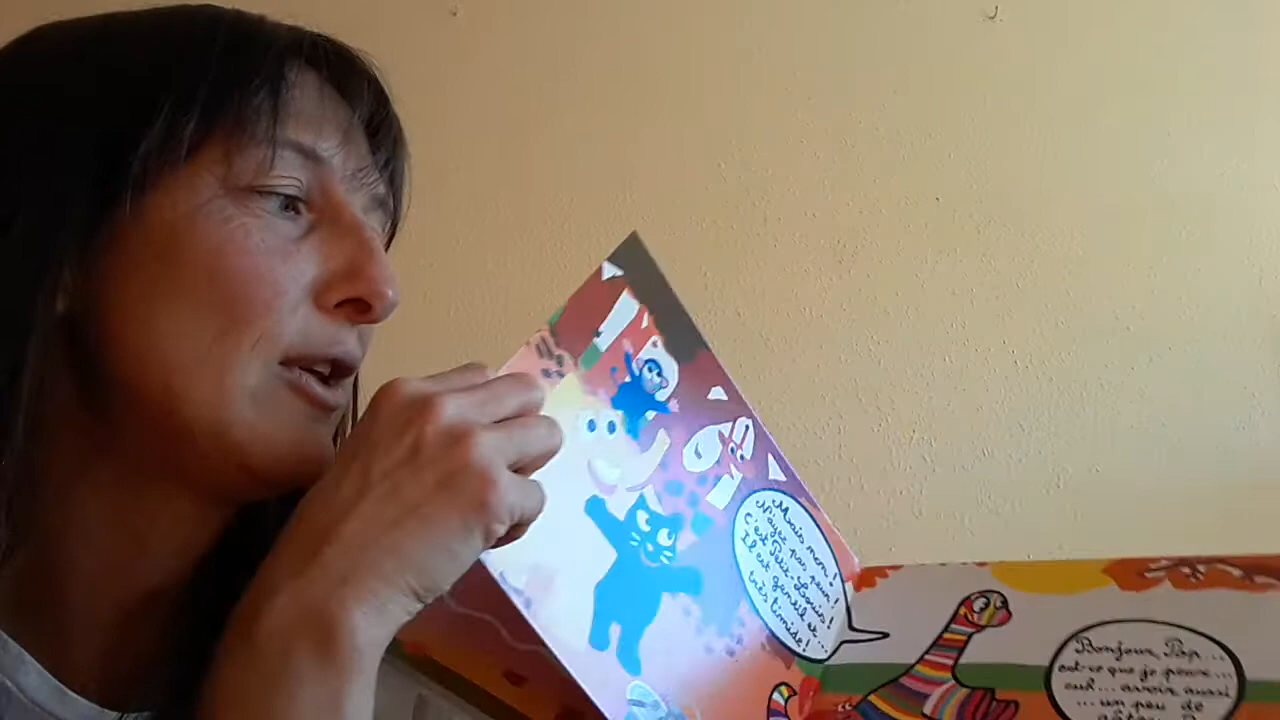 Mais non !
N'ayez pas peur !
C'est Petit-Louis !
Il est gentil et...
très timide !
Bonjour, Pop...
est-ce que je peux...
euh... avoir aussi
... un peu de